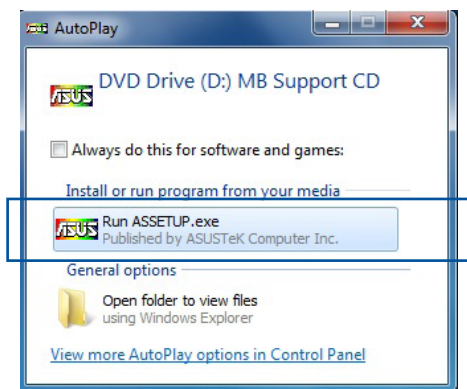 AutoPlay
DVD Drive (D:) MB Support CD
ASUS
Always do this for software and games:
Install or run program from your media
ASUS
Run ASSETUP.exe
Published by ASUSTeK Computer Inc.
General options
Open folder to view files
using Windows Explorer
View more AutoPlay options in Control Panel